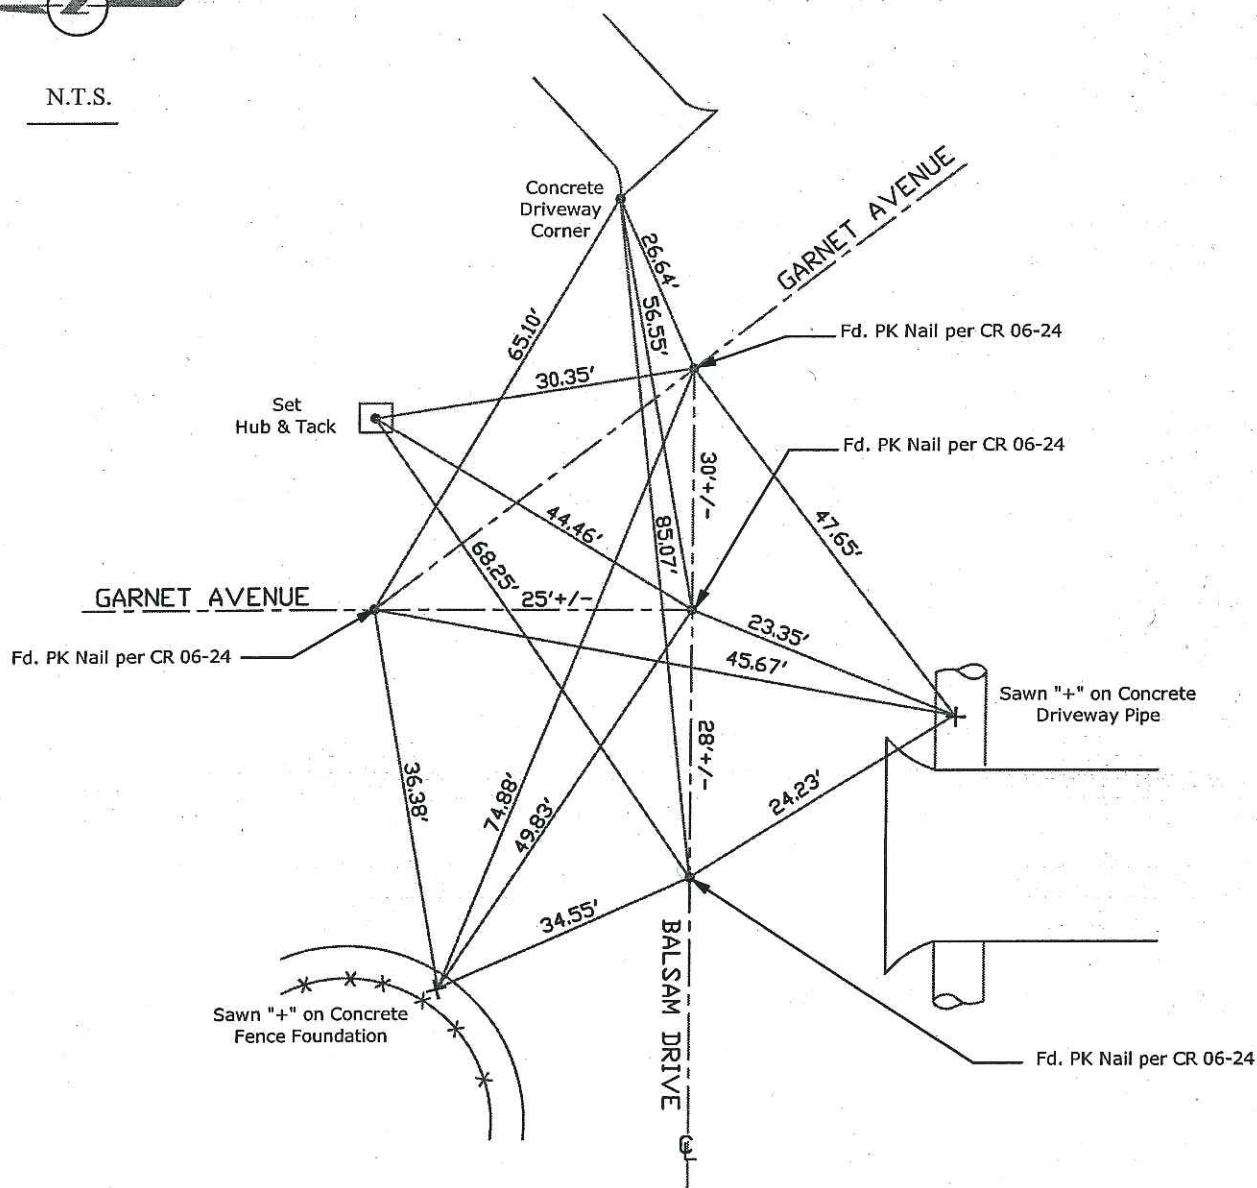 N.T.S.
Concrete
Driveway
Corner
GARNET AVENUE
26.64'
56.55'
65.10'
Fd. PK Nail per CR 06-24
30.35'
Set
Hub & Tack
Fd. PK Nail per CR 06-24
30'+/-
47.65'
44.46'
85.07'
68.25'
GARNET AVENUE
25'+/-
23.35'
45.67'
Fd. PK Nail per CR 06-24
Sawn "+" on Concrete
Driveway Pipe
28'+/-
36.38'
74.88'
49.83'
24.23'
34.55'
BALSAM DRIVE
Sawn "+" on Concrete
Fence Foundation
Fd. PK Nail per CR 06-24
℄